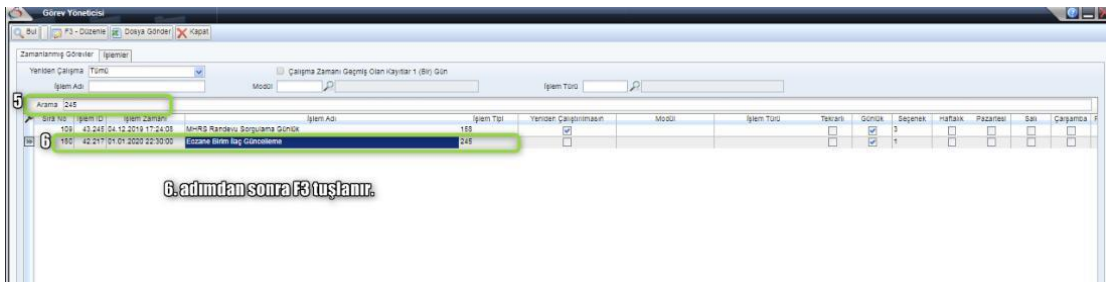 Görev Yöneticisi
Bul F3 - Düzenle Dosya Gönder Kapat
Zamanlanmış Görevler İşlemler
Yeniden Çalışma Tümü Çalışma Zamanı Geçmiş Olan Kayıtlar 1 (Bir) Gün
İşlem Adı Modül İşlem Türü
5 Arama 245
Sıra No İşlem ID İşlem Zamanı İşlem Adı İşlem Tipi Yeniden Çalıştırılmasın Modül İşlem Türü Tekrarlı Günlük Seçenek Haftalık Pazartesi Salı Çarşamba
109 43.245 04.12.2019 17:24:05 MHRS Randevu Sorgulama Günlük 3
6 42.217 01.01.2020 22:30:00 Eczane Birim İlaç Güncelleme 245 1
6. adımdan sonra F3 tuşlanır.